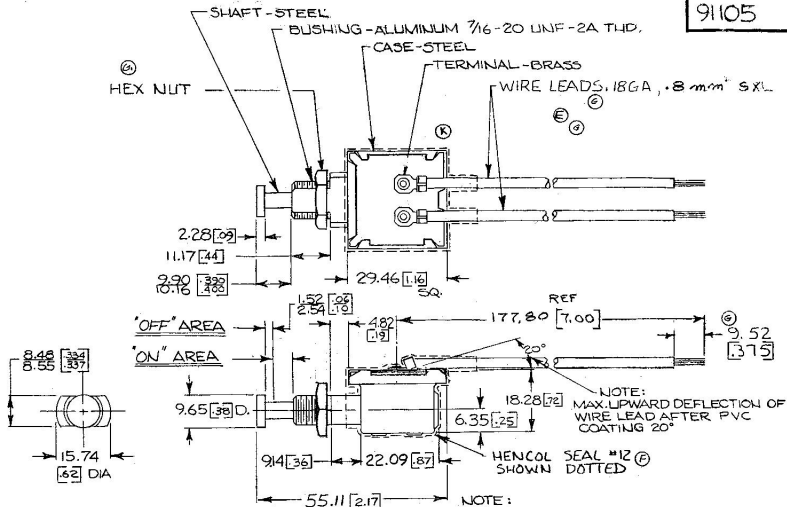 91105
SHAFT-STEEL
BUSHING-ALUMINUM 7/16-20 UNF-2A THD.
CASE-STEEL
TERMINAL-BRASS
WIRE LEADS, 18GA, .8 mm² SXL
G
HEX NUT
K
E
G
G
2.28 [.09]
11.17 [.44]
9.90 [.390]
10.16 [.400]
29.46 [1.16]
SQ.
1.52 [.06]
2.54 [.10]
4.82
[.19]
REF
177.80 [7.00]
G
9.52
[.375]
"OFF" AREA
"ON" AREA
20°
8.48 [.334]
8.55 [.337]
9.65 [.38] D.
6.35 [.25]
18.28 [.72]
NOTE:
MAX. UPWARD DEFLECTION OF
WIRE LEAD AFTER PVC
COATING 20°
15.74
[.62] DIA
9.14 [.36]
22.09 [.87]
HENCOL SEAL #12 F
SHOWN DOTTED
55.11 [2.17]
NOTE: